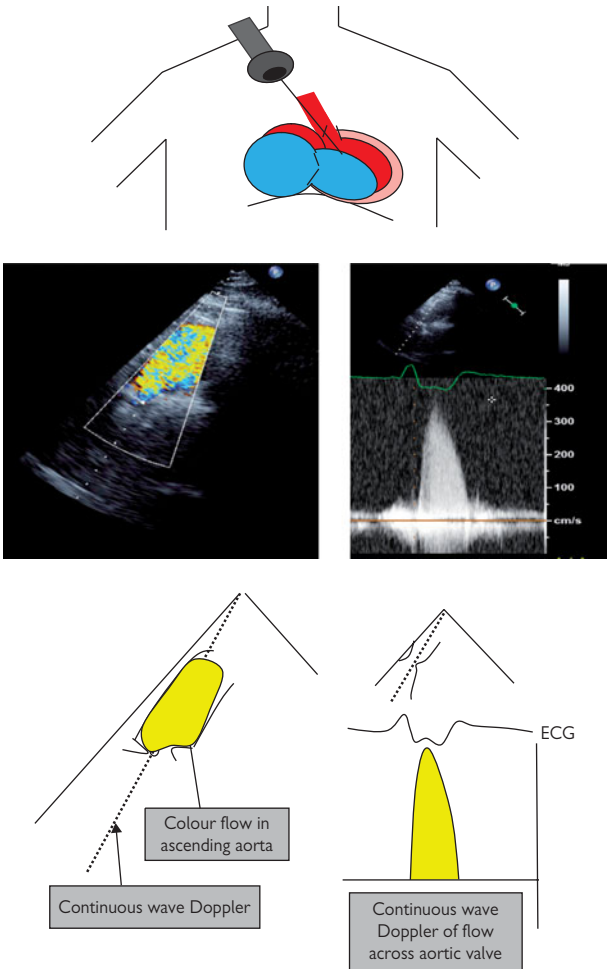 400
300
200
100
cm/s
ECG
Colour flow in
ascending aorta
Continuous wave Doppler
Continuous wave
Doppler of flow
across aortic valve